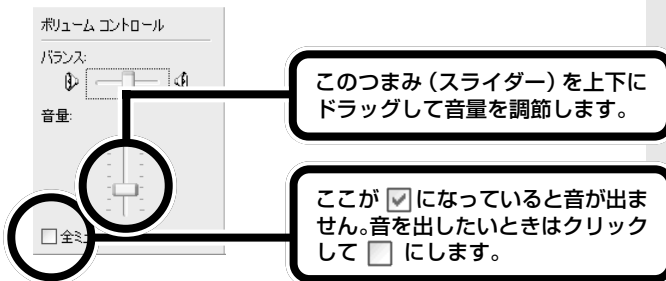 ボリューム コントロール
バランス:
このつまみ(スライダー)を上下に
ドラッグして音量を調節します。
音量:
ここが ☑ になっていると音が出ま
せん。音を出したいときはクリック
して □ にします。
□全ミ